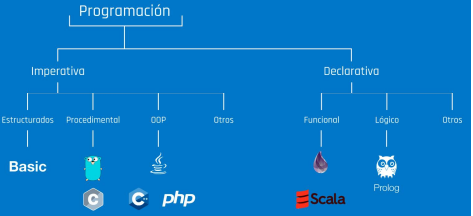 Programación
Imperativa Declarativa
Estructurados Procedimental OOP Otros Funcional Lógico Otros
Basic
Prolog
C C++ php Scala